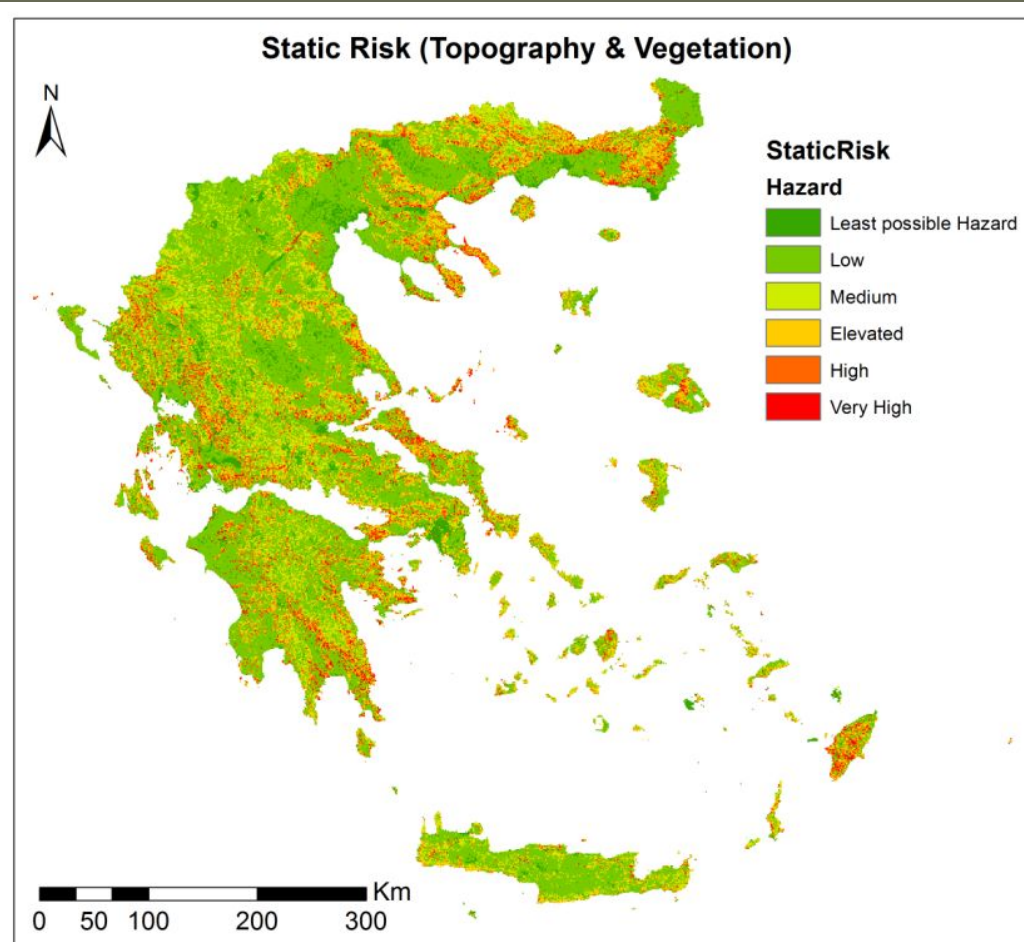 Static Risk (Topography & Vegetation)
N
StaticRisk
Hazard
Least possible Hazard
Low
Medium
Elevated
High
Very High
Km
0 50 100 200 300